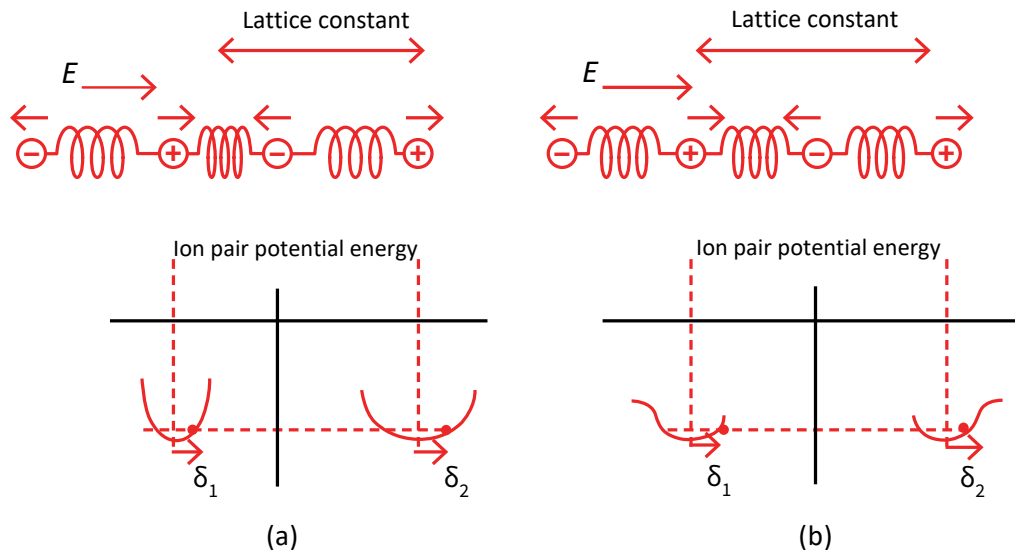 Lattice constant
E
− + − +
Ion pair potential energy
δ1
δ2
(a)
Lattice constant
E
− + − +
Ion pair potential energy
δ1
δ2
(b)